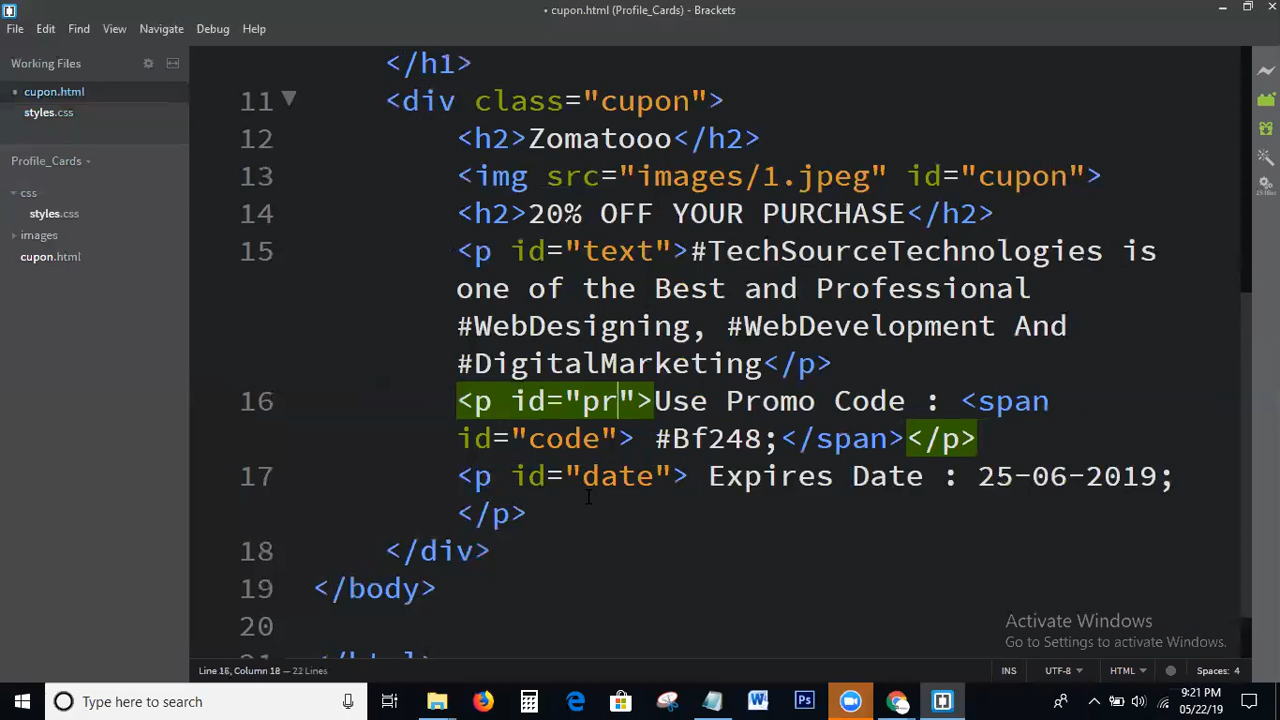 • cupon.html (Profile_Cards) - Brackets
File Edit Find View Navigate Debug Help
Working Files
• cupon.html
styles.css
Profile_Cards
css
styles.css
images
cupon.html
</h1>
11 <div class="cupon">
12 <h2>Zomatooo</h2>
13 <img src="images/1.jpeg" id="cupon">
14 <h2>20% OFF YOUR PURCHASE</h2>
15 <p id="text">#TechSourceTechnologies is
one of the Best and Professional
#WebDesigning, #WebDevelopment And
#DigitalMarketing</p>
16 <p id="pr">Use Promo Code : <span
id="code"> #Bf248;</span></p>
17 <p id="date"> Expires Date : 25-06-2019;
</p>
18 </div>
19 </body>
20
21 </html>
Activate Windows
Go to Settings to activate Windows.
Line 16, Column 18 — 22 Lines
INS UTF-8 HTML Spaces: 4
Type here to search
9:21 PM
05/22/19